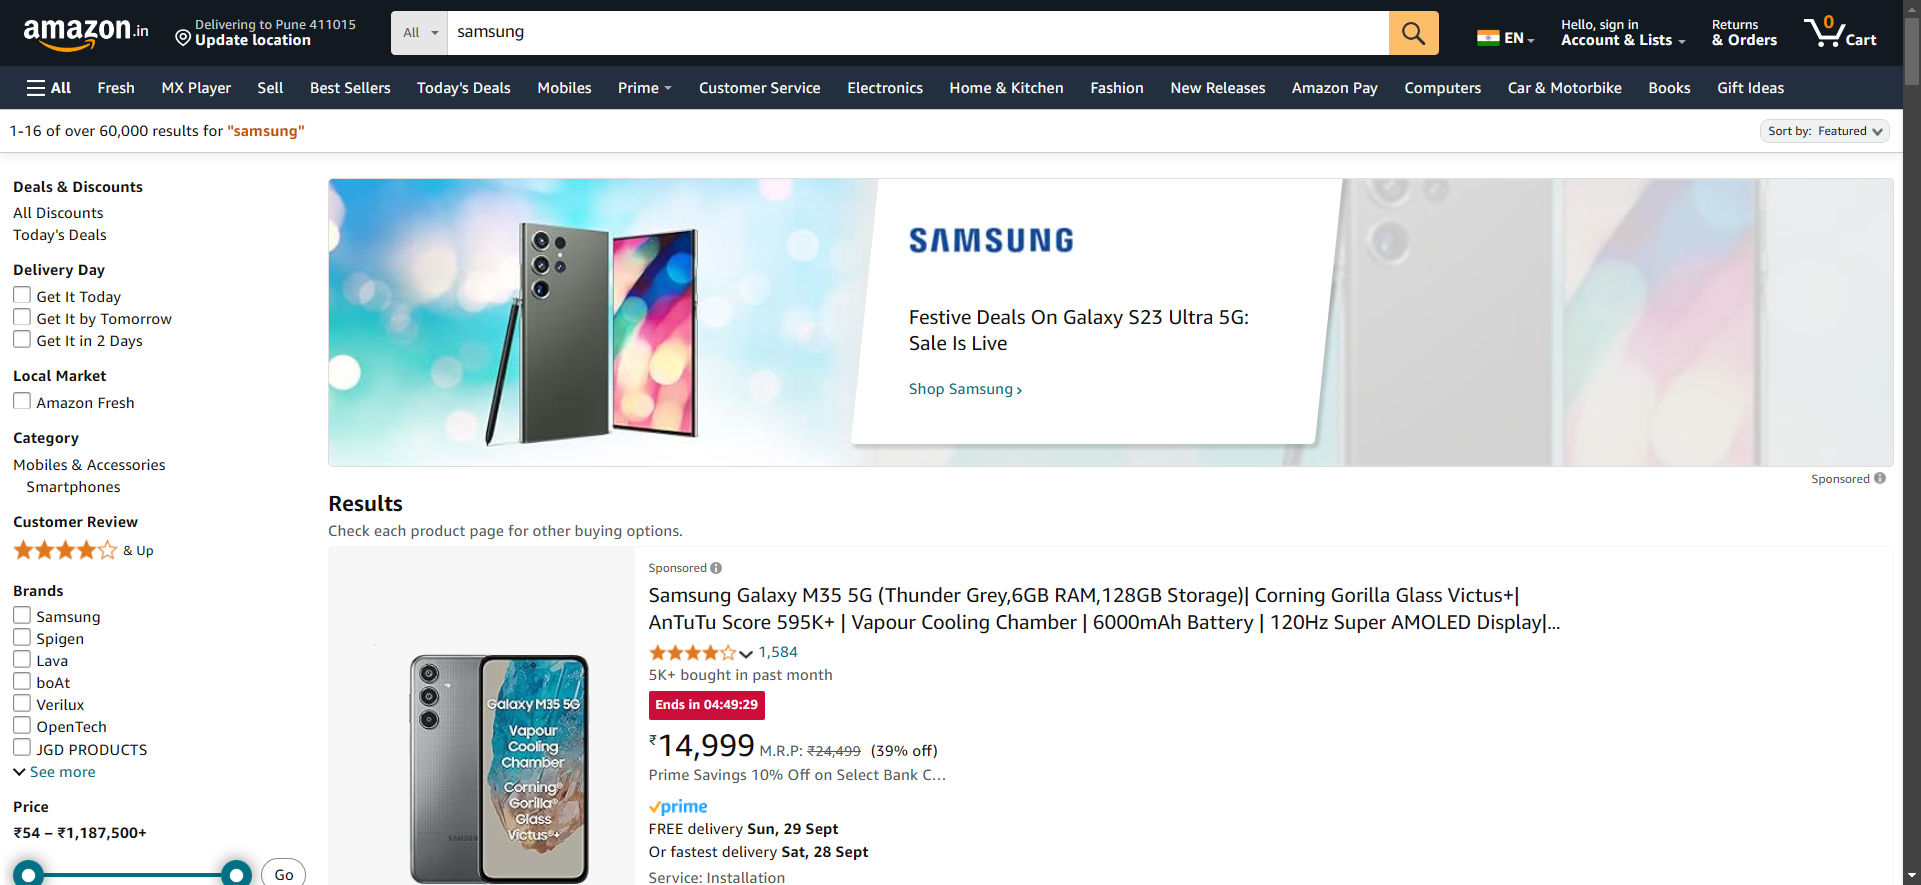 amazon.in
Delivering to Pune 411015
Update location
All
samsung
EN
Hello, sign in
Account & Lists
Returns
& Orders
0
Cart
All
Fresh
MX Player
Sell
Best Sellers
Today's Deals
Mobiles
Prime
Customer Service
Electronics
Home & Kitchen
Fashion
New Releases
Amazon Pay
Computers
Car & Motorbike
Books
Gift Ideas
1-16 of over 60,000 results for "samsung"
Sort by: Featured
Deals & Discounts
All Discounts
Today's Deals
Delivery Day
Get It Today
Get It by Tomorrow
Get It in 2 Days
Local Market
Amazon Fresh
Category
Mobiles & Accessories
Smartphones
Customer Review
& Up
Brands
Samsung
Spigen
Lava
boAt
Verilux
OpenTech
JGD PRODUCTS
See more
Price
₹54 – ₹1,187,500+
Go
SAMSUNG
Festive Deals On Galaxy S23 Ultra 5G:
Sale Is Live
Shop Samsung ›
Sponsored
Results
Check each product page for other buying options.
Galaxy M35 5G
Vapour
Cooling
Chamber
Corning®
Gorilla®
Glass
Victus®+
SAMSUNG
Sponsored
Samsung Galaxy M35 5G (Thunder Grey,6GB RAM,128GB Storage)| Corning Gorilla Glass Victus+|
AnTuTu Score 595K+ | Vapour Cooling Chamber | 6000mAh Battery | 120Hz Super AMOLED Display|...
1,584
5K+ bought in past month
Ends in 04:49:29
₹14,999 M.R.P: ₹24,499 (39% off)
Prime Savings 10% Off on Select Bank C...
prime
FREE delivery Sun, 29 Sept
Or fastest delivery Sat, 28 Sept
Service: Installation